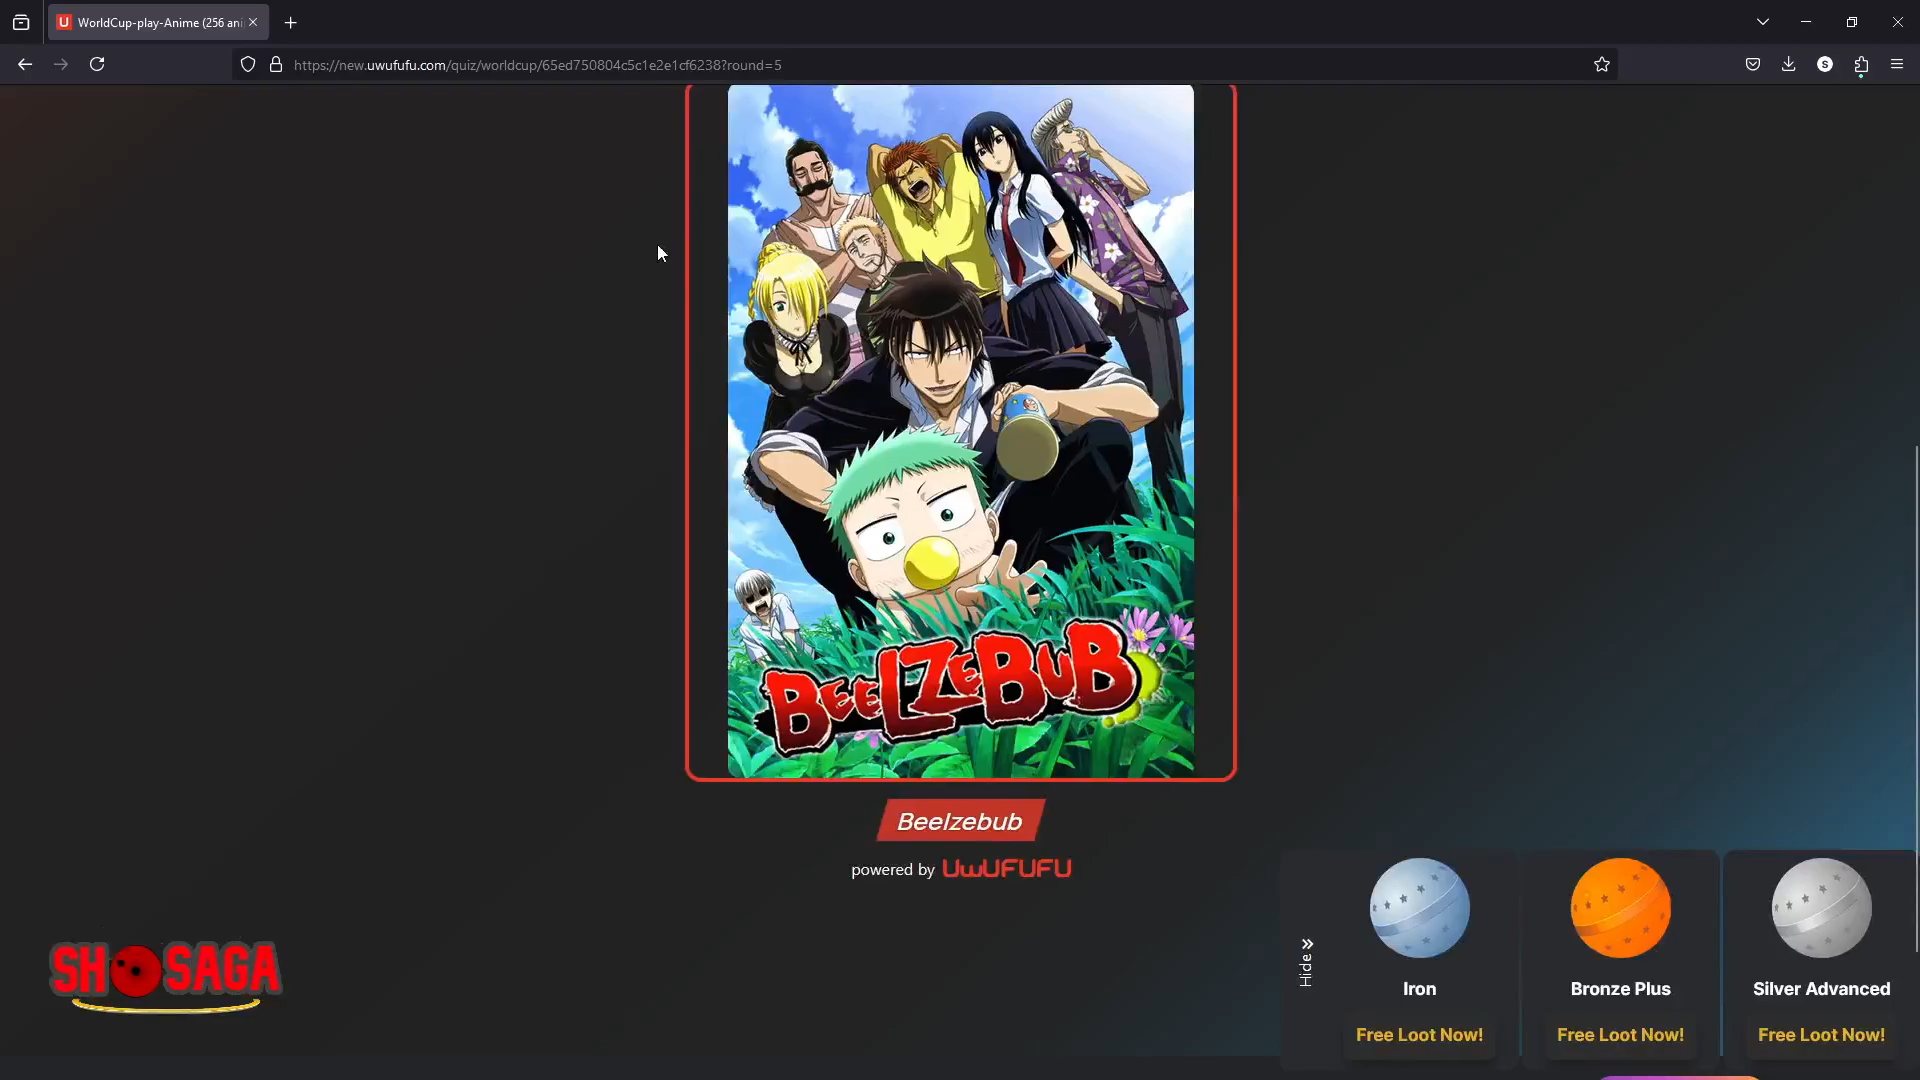 WorldCup-play-Anime (256 ani
https://new.uwufufu.com/quiz/worldcup/65ed750804c5c1e2e1cf6238?round=5
S
BEELZEBUB
Beelzebub
powered by UwUFUFU
SHOSAGA
Hide
Iron
Bronze Plus
Silver Advanced
Free Loot Now!
Free Loot Now!
Free Loot Now!